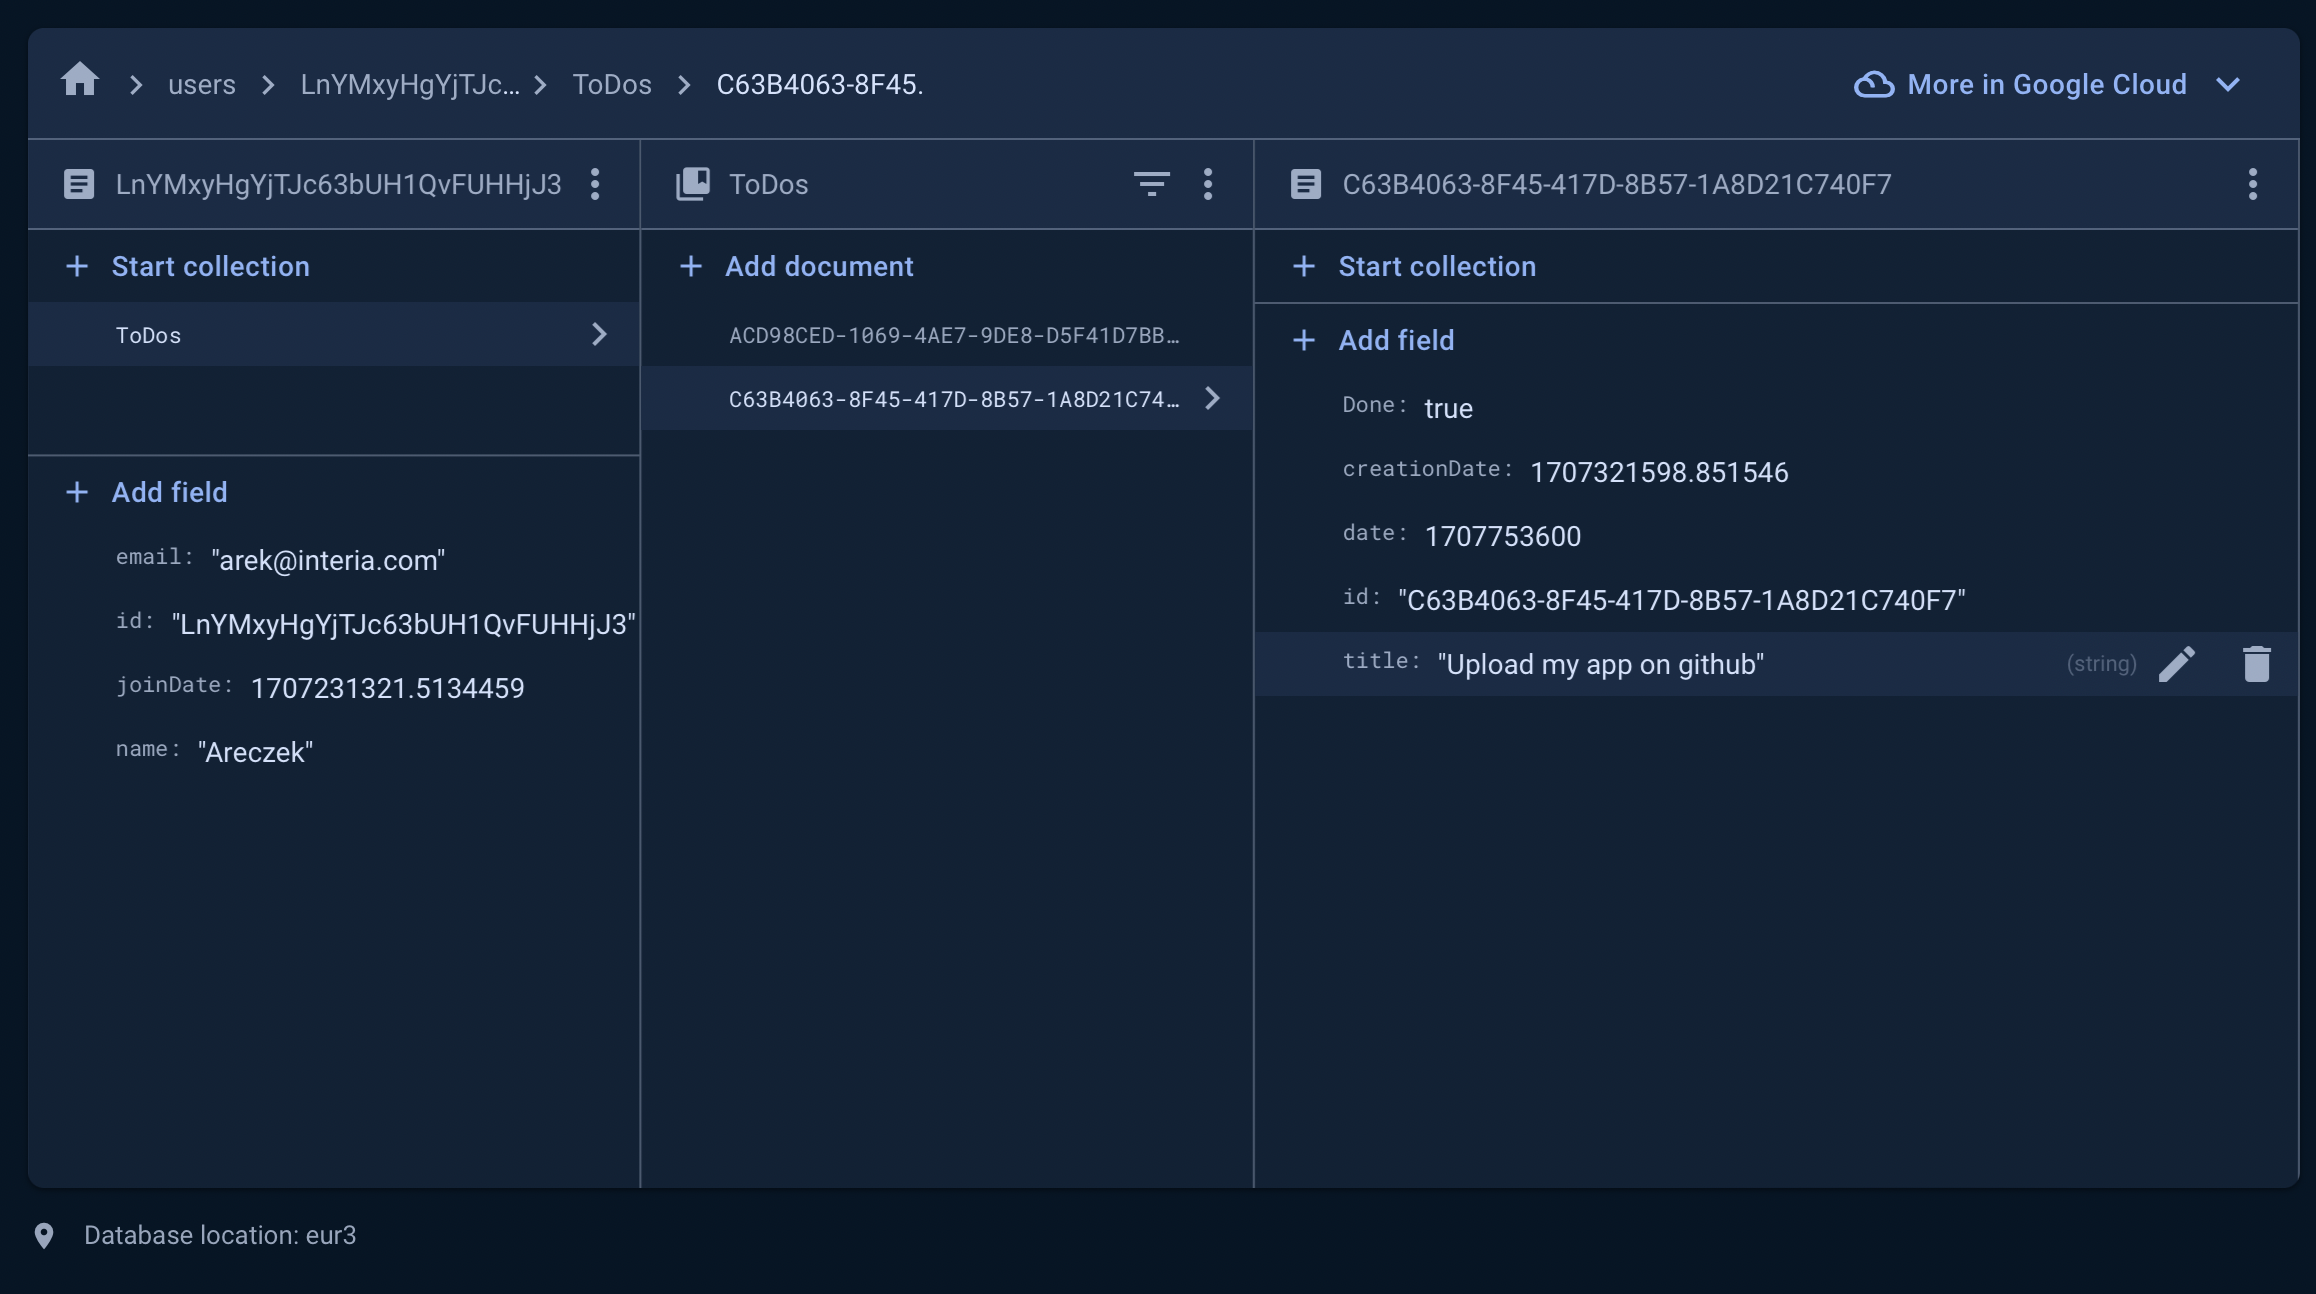 users LnYMxyHgYjTJc... ToDos C63B4063-8F45.
More in Google Cloud
LnYMxyHgYjTJc63bUH1QvFUHHjJ3
Start collection
ToDos
Add field
email: "arek@interia.com"
id: "LnYMxyHgYjTJc63bUH1QvFUHHjJ3"
joinDate: 1707231321.5134459
name: "Areczek"
ToDos
Add document
ACD98CED-1069-4AE7-9DE8-D5F41D7BB…
C63B4063-8F45-417D-8B57-1A8D21C74…
C63B4063-8F45-417D-8B57-1A8D21C740F7
Start collection
Add field
Done: true
creationDate: 1707321598.851546
date: 1707753600
id: "C63B4063-8F45-417D-8B57-1A8D21C740F7"
title: "Upload my app on github" (string)
Database location: eur3